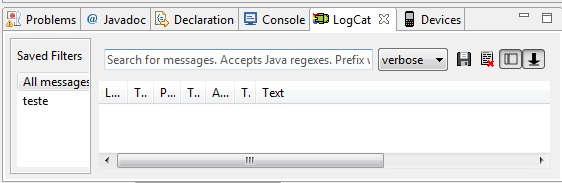 Problems @ Javadoc Declaration Console LogCat Devices
Saved Filters
Search for messages. Accepts Java regexes. Prefix
verbose
All messages
teste
L... T.. P... T... A... T. Text